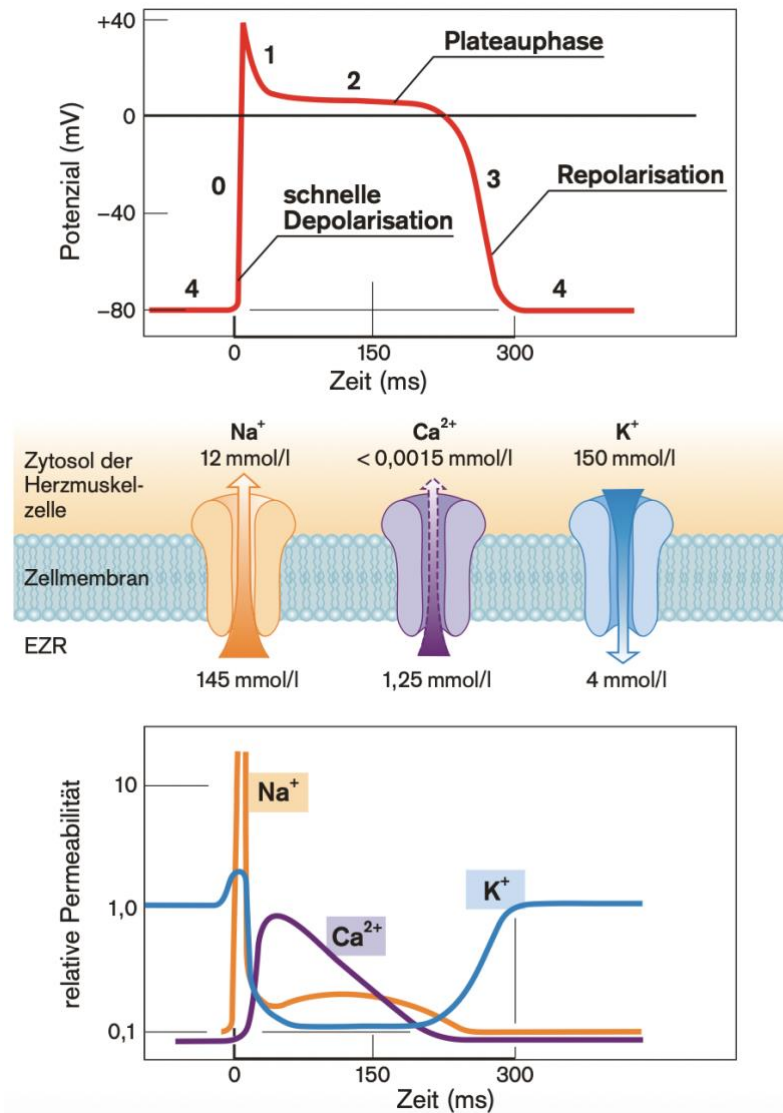 +40
1
2
Plateauphase
0
Potenzial (mV)
0
3
Repolarisation
−40
schnelle
Depolarisation
4
4
−80
0
150
300
Zeit (ms)
Na⁺
Ca²⁺
K⁺
Zytosol der
Herzmuskel-
zelle
12 mmol/l
< 0,0015 mmol/l
150 mmol/l
Zellmembran
EZR
145 mmol/l
1,25 mmol/l
4 mmol/l
relative Permeabilität
10
Na⁺
1,0
K⁺
Ca²⁺
0,1
0
150
300
Zeit (ms)